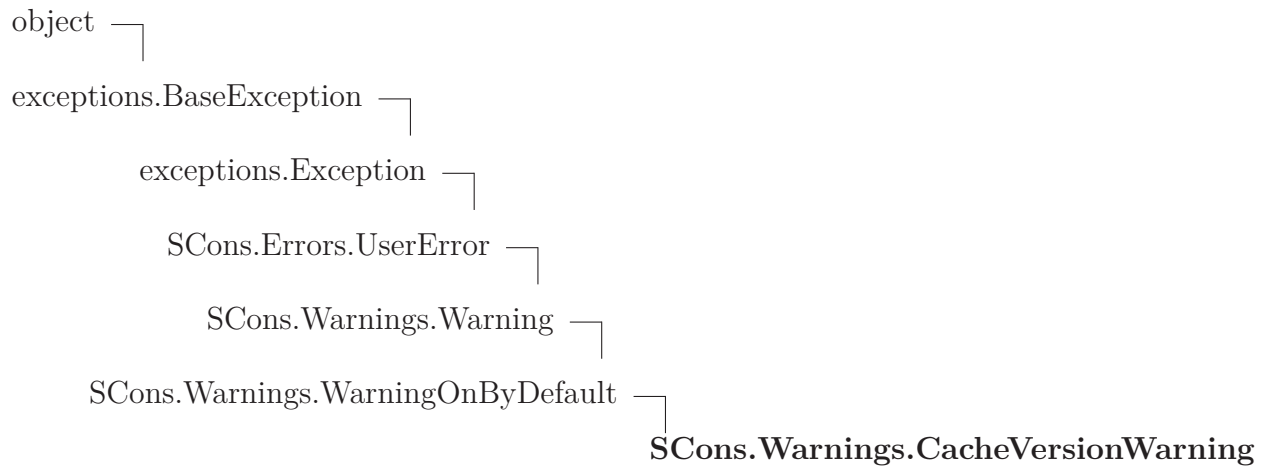 object
exceptions.BaseException
exceptions.Exception
SCons.Errors.UserError
SCons.Warnings.Warning
SCons.Warnings.WarningOnByDefault
SCons.Warnings.CacheVersionWarning